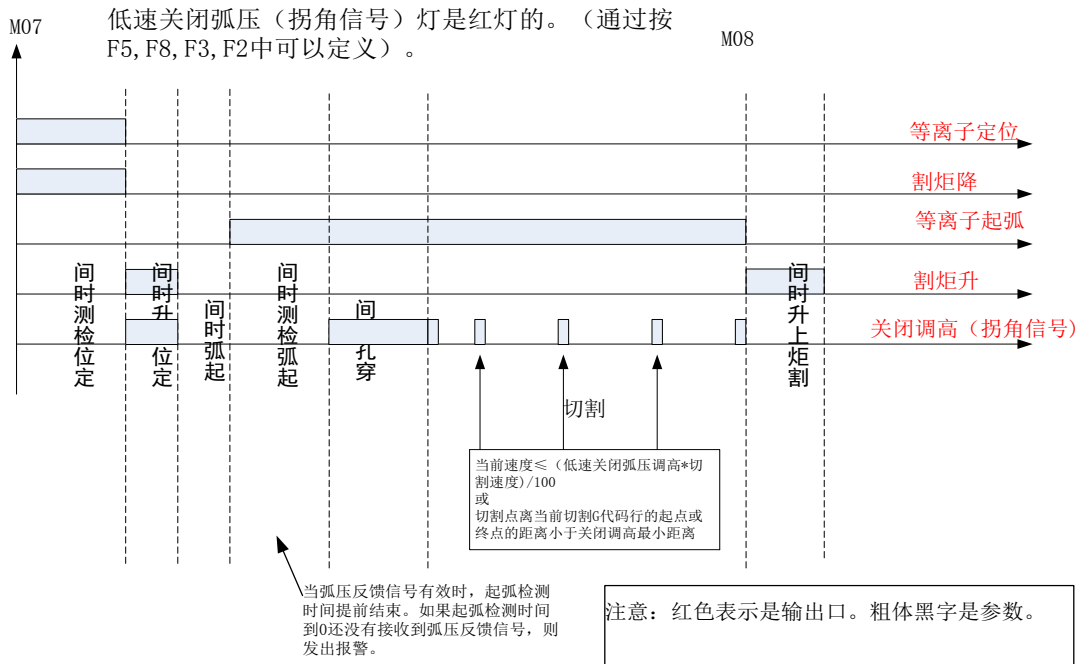 M07
低速关闭弧压（拐角信号）灯是红灯的。（通过按
F5,F8,F3,F2中可以定义）。
M08
等离子定位
割炬降
等离子起弧
割炬升
关闭调高（拐角信号)
间时测检位定
间时升
位定
间时弧起
间时测检弧起
间
孔穿
间时升上炬割
切割
当前速度≤（低速关闭弧压调高*切
割速度)/100
或
切割点离当前切割G代码行的起点或
终点的距离小于关闭调高最小距离
当弧压反馈信号有效时，起弧检测
时间提前结束。如果起弧检测时间
到0还没有接收到弧压反馈信号，则
发出报警。
注意：红色表示是输出口。粗体黑字是参数。